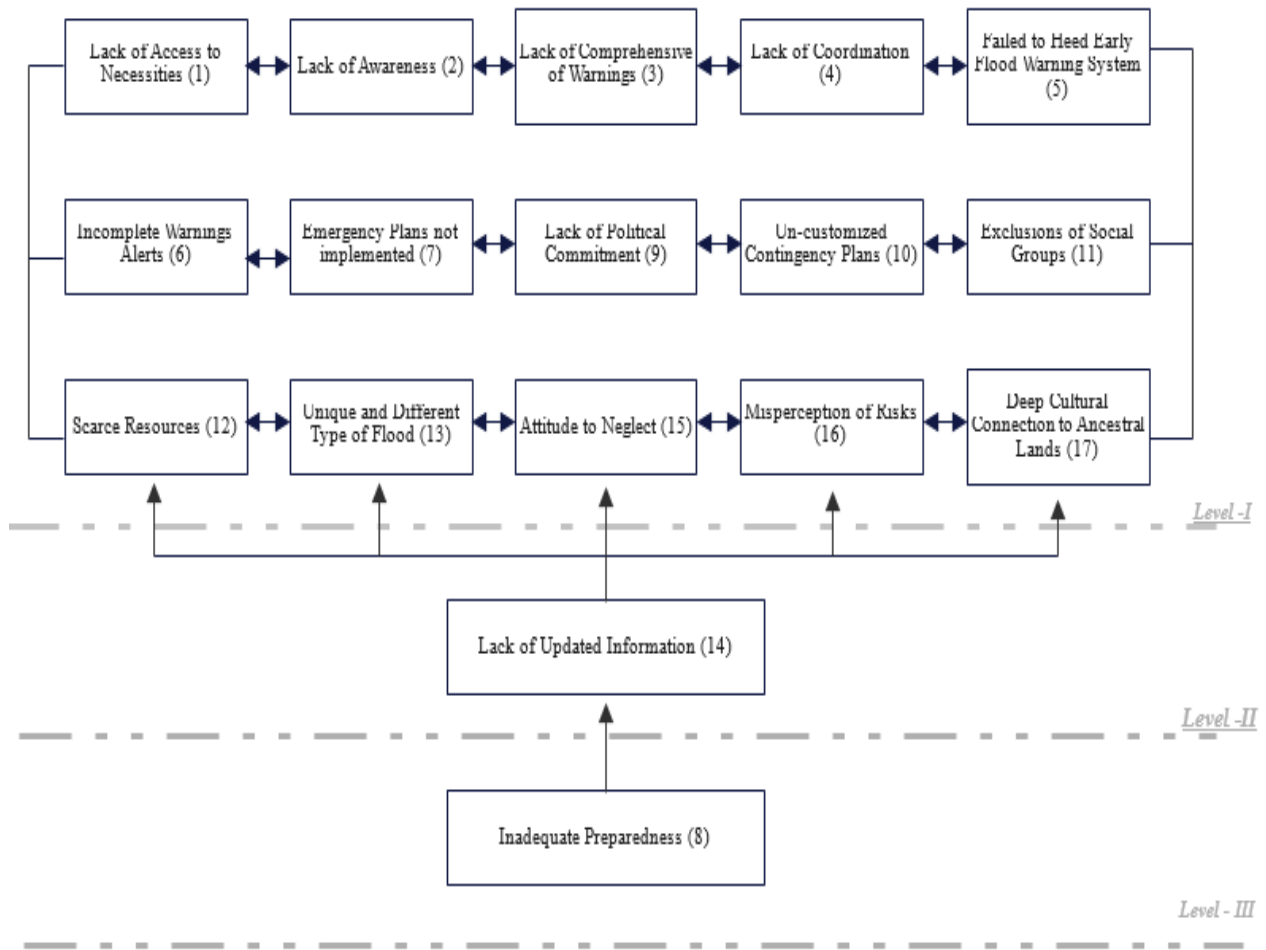 Lack of Access to
Necessities (1)
Lack of Awareness (2)
Lack of Comprehensive
of Warnings (3)
Lack of Coordination
(4)
Failed to Heed Early
Flood Warning System
(5)
Incomplete Warnings
Alerts (6)
Emergency Plans not
implemented (7)
Lack of Political
Commitment (9)
Un-customized
Contingency Plans (10)
Exclusions of Social
Groups (11)
Scarce Resources (12)
Unique and Different
Type of Flood (13)
Attitude to Neglect (15)
Misperception of Risks
(16)
Deep Cultural
Connection to Ancestral
Lands (17)
Level -I
Lack of Updated Information (14)
Level -II
Inadequate Preparedness (8)
Level - III